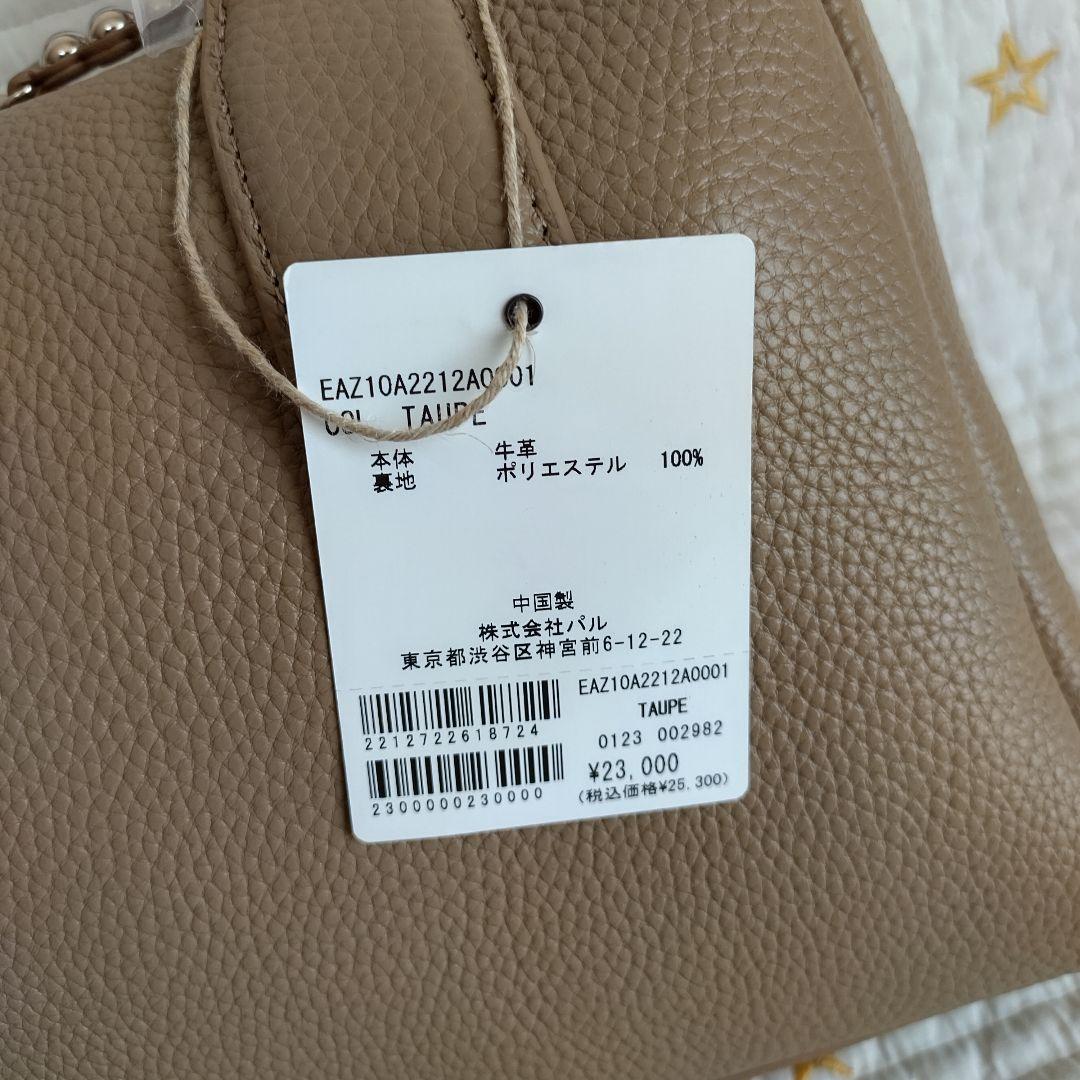 EAZ10A2212A0001
COL TAUPE
本体 牛革
裏地 ポリエステル 100%
中国製
株式会社パル
東京都渋谷区神宮前6-12-22
EAZ10A2212A0001
TAUPE
2212722618724
0123 002982
¥23,000
2300000230000
(税込価格¥25,300)